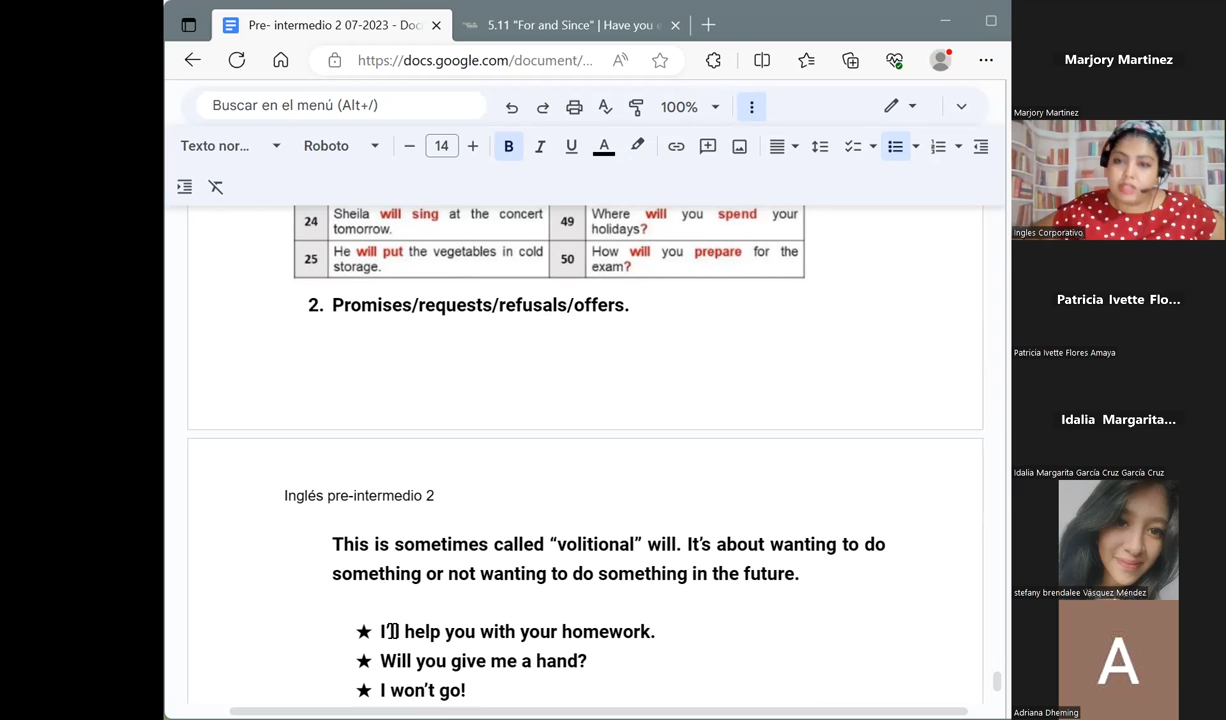 Pre- intermedio 2 07-2023 - Doc
5.11 "For and Since" | Have you e
https://docs.google.com/document/...
Buscar en el menú (Alt+/)
100%
Texto nor...
Roboto
14
B
I
U
A
24 Sheila will sing at the concert tomorrow. 49 Where will you spend your holidays?
25 He will put the vegetables in cold storage. 50 How will you prepare for the exam?
2. Promises/requests/refusals/offers.
Inglés pre-intermedio 2
This is sometimes called “volitional” will. It’s about wanting to do
something or not wanting to do something in the future.
★ I’ll help you with your homework.
★ Will you give me a hand?
★ I won’t go!
Marjory Martinez
Marjory Martinez
Ingles Corporativo
Patricia Ivette Flo...
Patricia Ivette Flores Amaya
Idalia Margarita...
Idalia Margarita García Cruz García Cruz
stefany brendalee Vásquez Méndez
A
Adriana Dheming